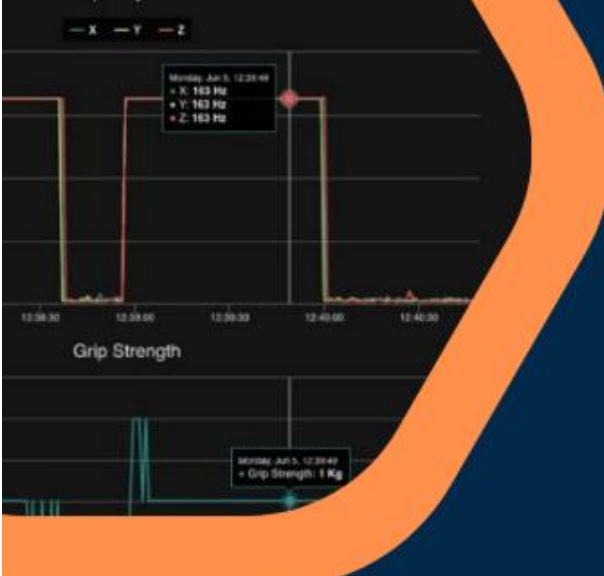 X Y Z
Monday, Jun 5, 12:39:49
X: 163 Hz
Y: 163 Hz
Z: 163 Hz
12:38:30 12:39:00 12:39:30 12:40:00 12:40:30
Grip Strength
Monday, Jun 5, 12:39:49
Grip Strength: 1 Kg